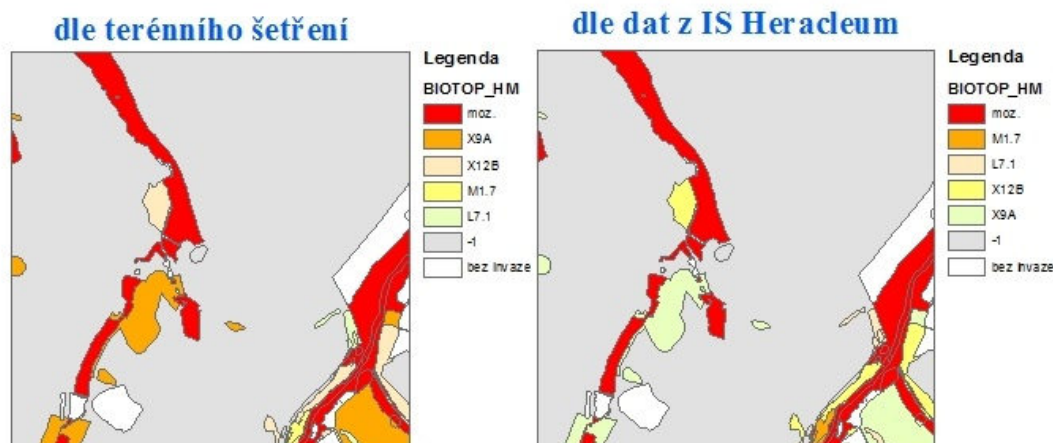 dle terénního šetření
Legenda
BIOTOP_HM
moz.
X9A
X12B
M1.7
L7.1
-1
bez invaze
dle dat z IS Heracleum
Legenda
BIOTOP_HM
moz.
M1.7
L7.1
X12B
X9A
-1
bez invaze